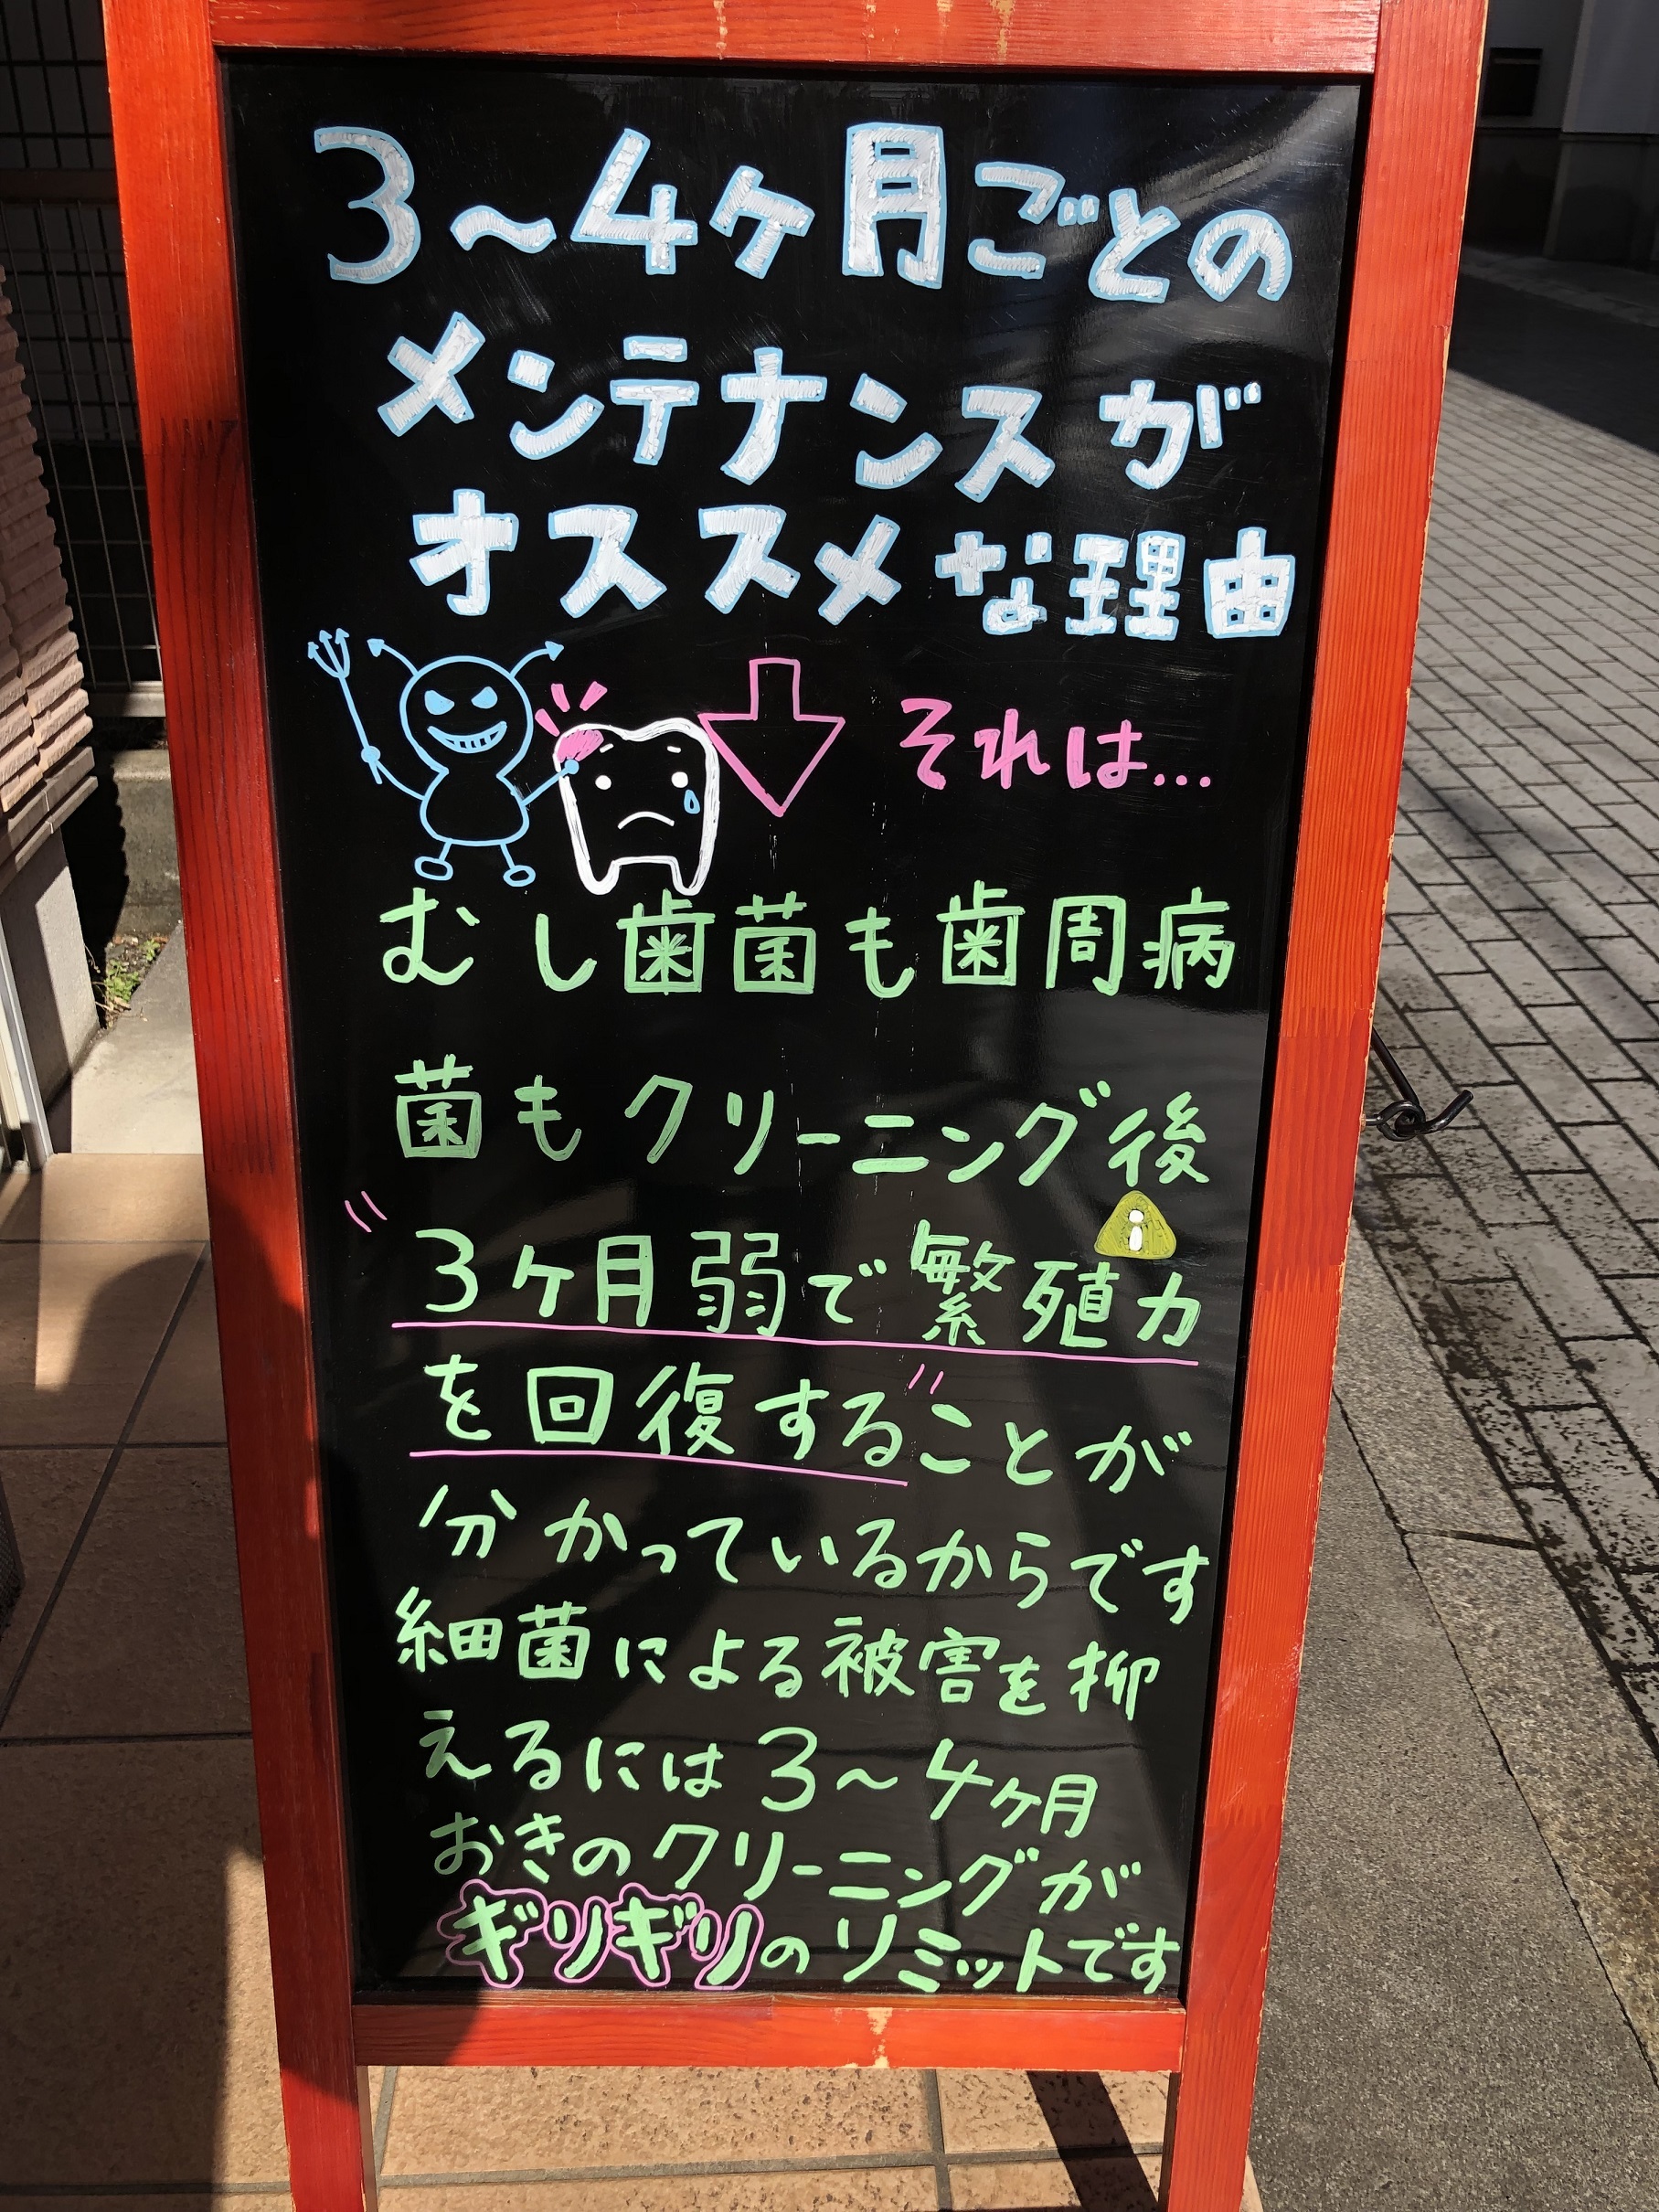 3～4ヶ月ごとの
メンテナンスが
オススメな理由
それは…
むし歯菌も歯周病
菌もクリーニング後
3ヶ月弱で繁殖力
を回復することが
分かっているからです
細菌による被害を抑
えるには3～4ヶ月
おきのクリーニングが
ギリギリのリミットです